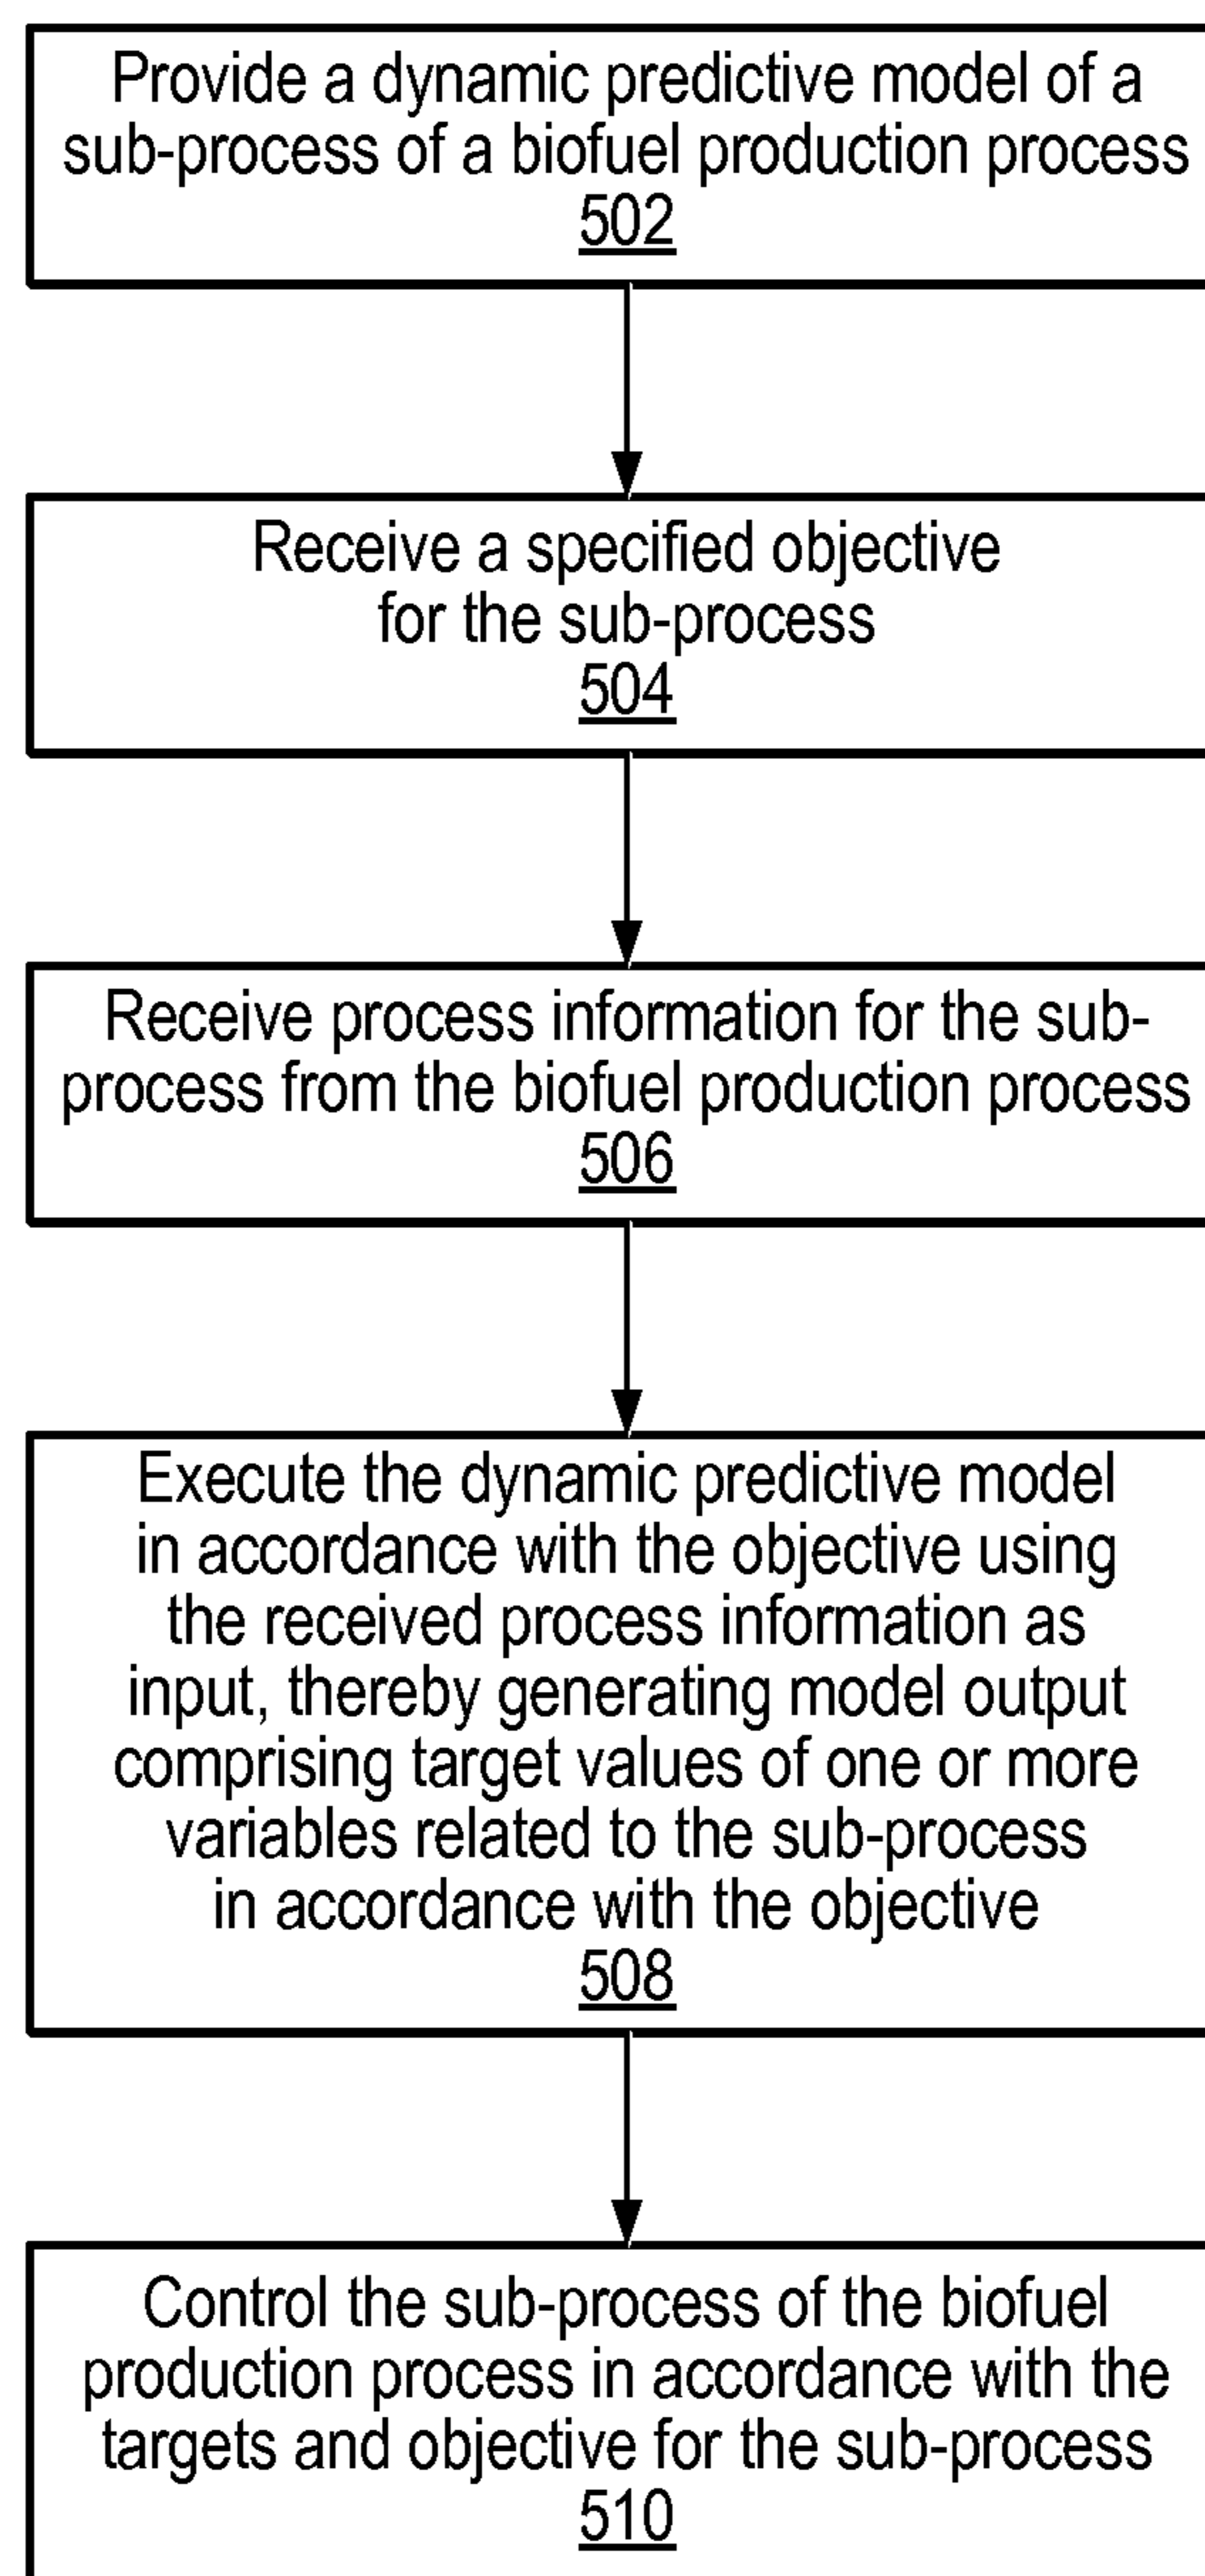 Provide a dynamic predictive model of a
sub-process of a biofuel production process
502
Receive a specified objective
for the sub-process
504
Receive process information for the sub-
process from the biofuel production process
506
Execute the dynamic predictive model
in accordance with the objective using
the received process information as
input, thereby generating model output
comprising target values of one or more
variables related to the sub-process
in accordance with the objective
508
Control the sub-process of the biofuel
production process in accordance with the
targets and objective for the sub-process
510